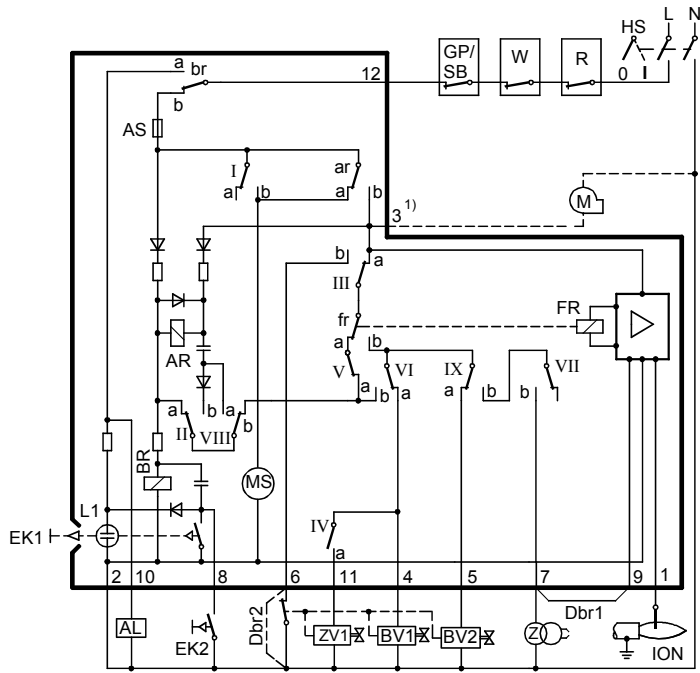 HS L N
a br 12 GP/ SB W R 0 I
b
AS
I ar
a b a b
3 1)
M
b a
III
fr FR
AR a b
V VI IX VII
a b a a b b
a b a b
II VIII
BR
MS
L1
EK1 IV
a
2 10 8 6 11 4 5 7 9 1
Dbr1
AL EK2 Dbr2 ZV1 BV1 BV2 Z ION